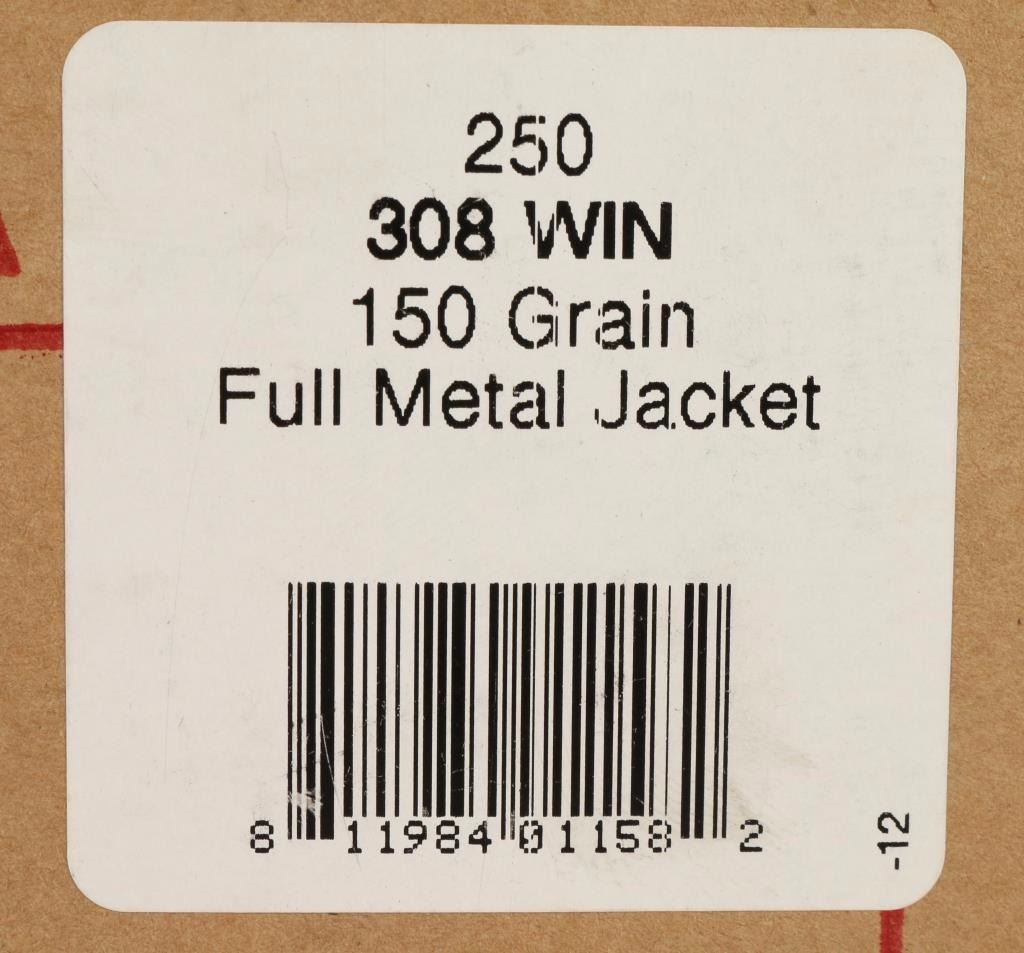 250
308 WIN
150 Grain
Full Metal Jacket
8 11984 01158 2
-12